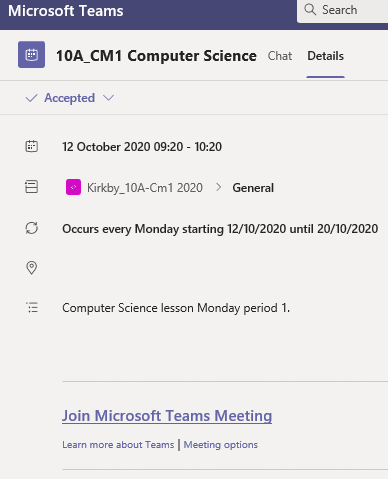 Microsoft Teams
Search
10A_CM1 Computer Science Chat Details
Accepted
12 October 2020 09:20 - 10:20
Kirkby_10A-Cm1 2020 > General
Occurs every Monday starting 12/10/2020 until 20/10/2020
Computer Science lesson Monday period 1.
Join Microsoft Teams Meeting
Learn more about Teams | Meeting options